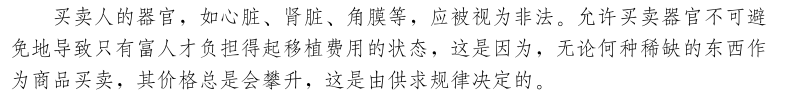 买卖人的器官，如心脏、肾脏、角膜等，应被视为非法。允许买卖器官不可避
免地导致只有富人才负担得起移植费用的状态，这是因为，无论何种稀缺的东西作
为商品买卖，其价格总是会攀升，这是由供求规律决定的。